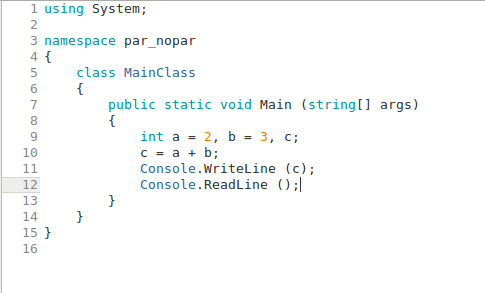 1 using System;
2
3 namespace par_nopar
4 {
5     class MainClass
6     {
7         public static void Main (string[] args)
8         {
9             int a = 2, b = 3, c;
10             c = a + b;
11             Console.WriteLine (c);
12             Console.ReadLine ();
13         }
14     }
15 }
16